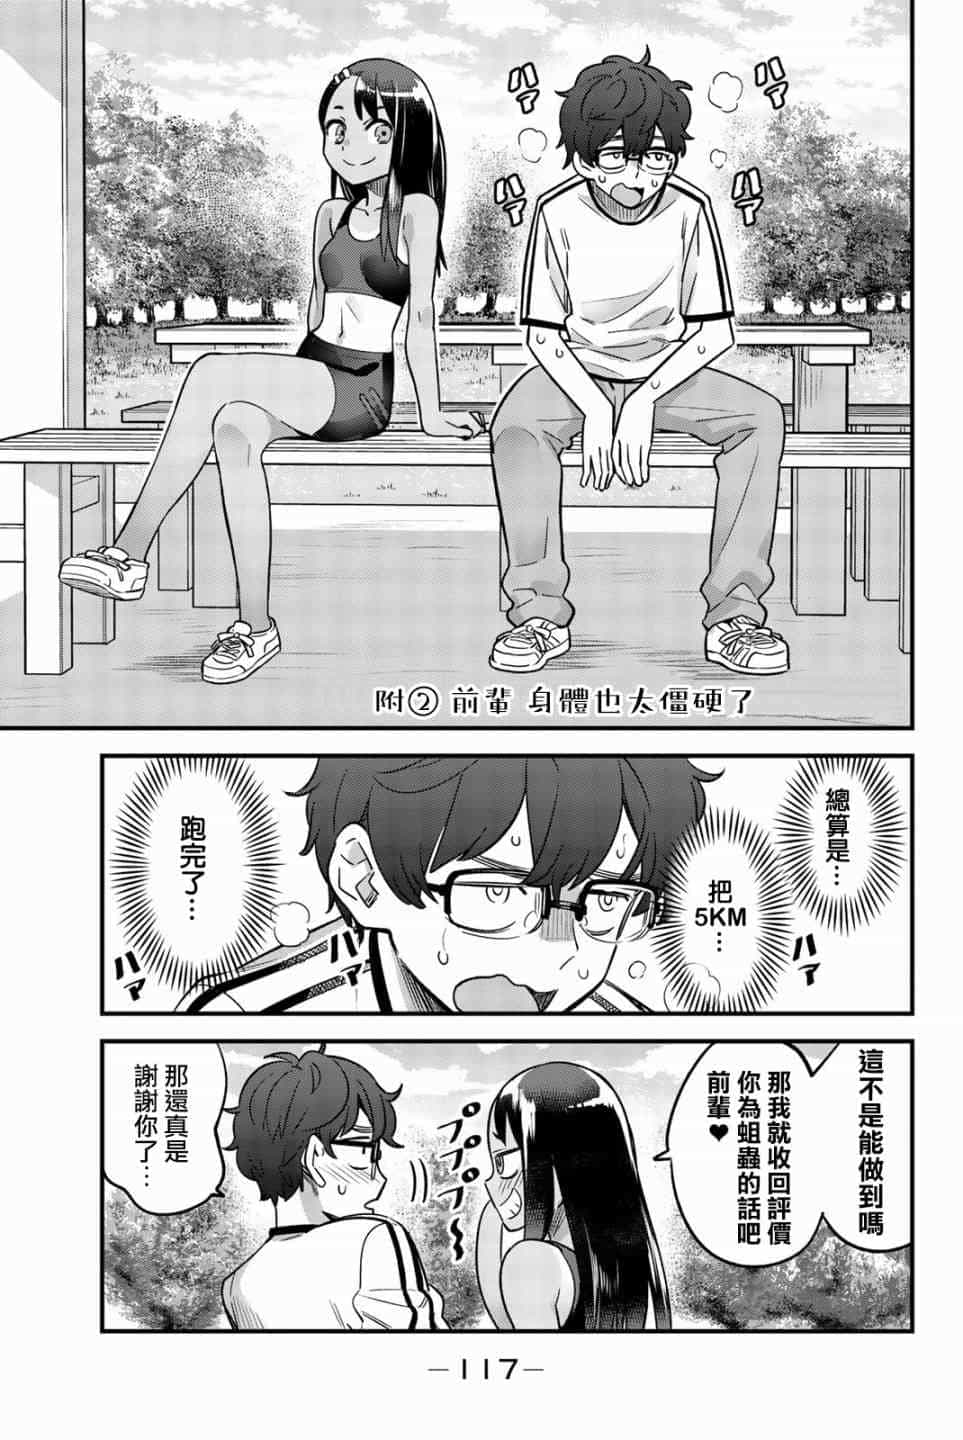 ハァ
ハァ
ハァ
ハァ
附② 前輩 身體也太僵硬了
總算是…
把
5KM
…
跑完了…
ハァ
ハァ
這不是能做到嗎
那我就收回評價
你為蛆蟲的話吧
前輩♥
プププ〜
那還真是
謝謝你了…
—117—